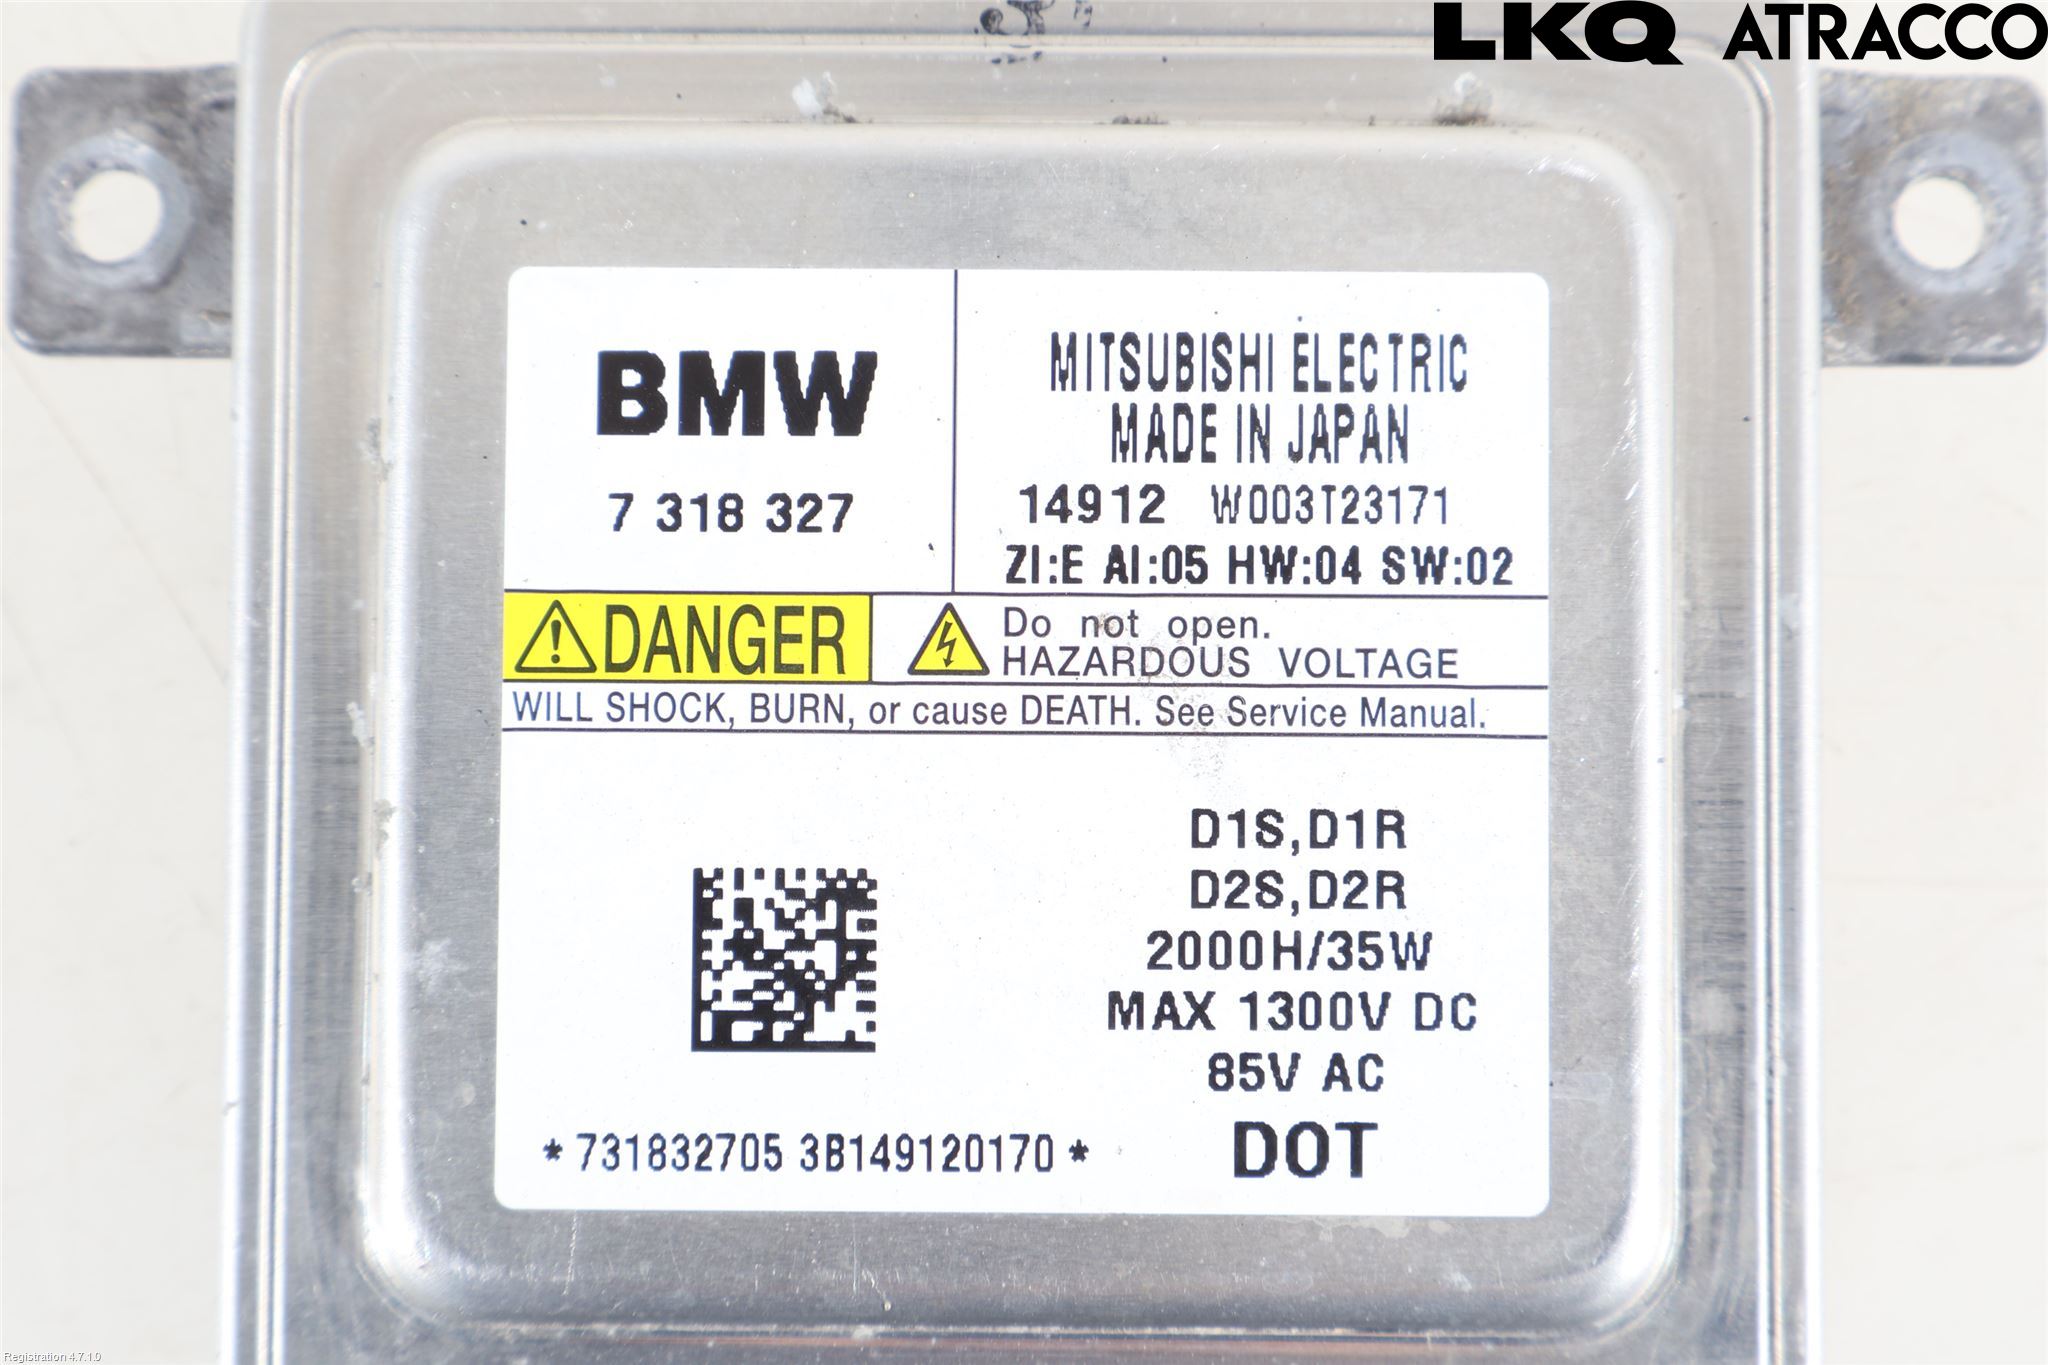 LKQ ATRACCO
BMW
7 318 327
MITSUBISHI ELECTRIC
MADE IN JAPAN
14912 W003T23171
ZI:E AI:05 HW:04 SW:02
DANGER
Do not open.
HAZARDOUS VOLTAGE
WILL SHOCK, BURN, or cause DEATH. See Service Manual.
D1S,D1R
D2S,D2R
2000H/35W
MAX 1300V DC
85V AC
DOT
*731832705 3B149120170*
Registration 4.7.1.0